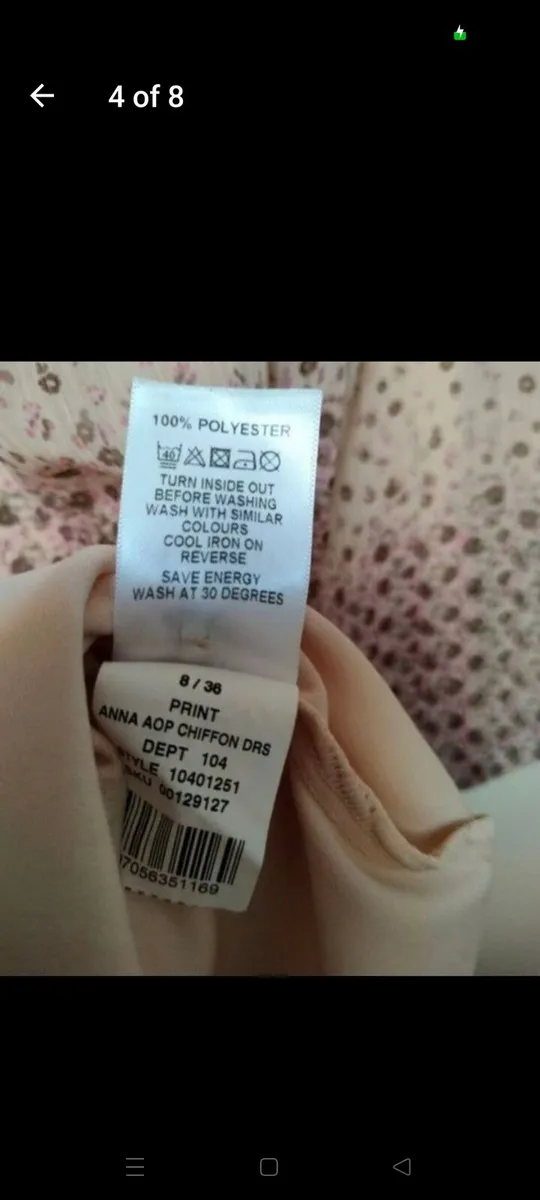 4 of 8
100% POLYESTER
40
TURN INSIDE OUT
BEFORE WASHING
WASH WITH SIMILAR
COLOURS
COOL IRON ON
REVERSE
SAVE ENERGY
WASH AT 30 DEGREES
8 / 36
PRINT
ANNA AOP CHIFFON DRS
DEPT 104
STYLE 10401251
SKU 00129127
7056351169